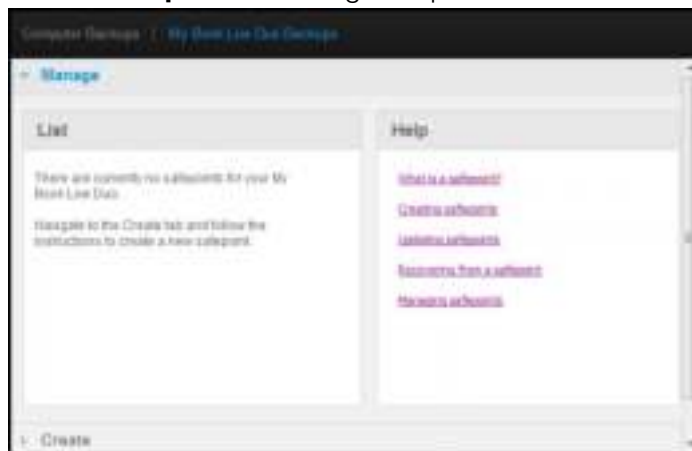 Computer Backups | My Book Live Duo Backups
Manage
List
There are currently no safepoints for your My
Book Live Duo.
Navigate to the Create tab and follow the
instructions to create a new safepoint.
Help
What is a safepoint?
Creating safepoints
Updating safepoints
Recovering from a safepoint
Managing safepoints
Create